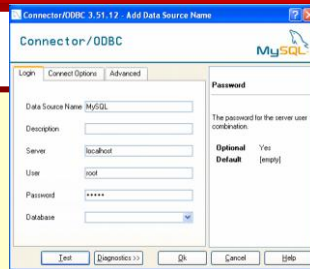 Connector/ODBC 3.51.12 - Add Data Source Name
Connector/ODBC
MySQL
Login
Connect Options
Advanced
Data Source Name MySQL
Description
Server localhost
User root
Password *****
Database
Password
The password for the server user
combination.
Optional Yes
Default [empty]
Test
Diagnostics >>
Ok
Cancel
Help